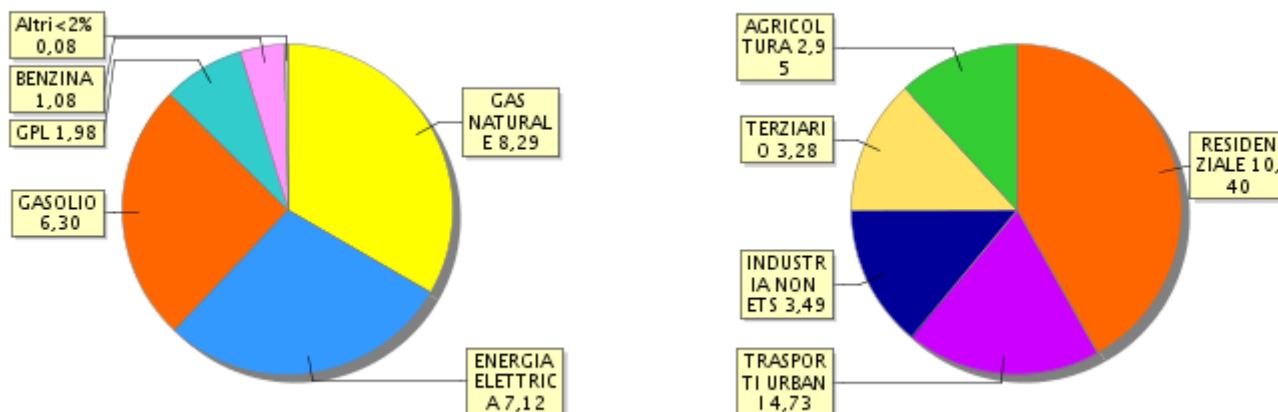 Altri<2%
0,08
BENZINA
1,08
GPL 1,98
GASOLIO
6,30
GAS
NATURAL
E 8,29
ENERGIA
ELETTRIC
A 7,12
AGRICOL
TURA 2,9
5
TERZIARI
O 3,28
INDUSTR
IA NON
ETS 3,49
TRASPOR
TI URBAN
I 4,73
RESIDEN
ZIALE 10,
40